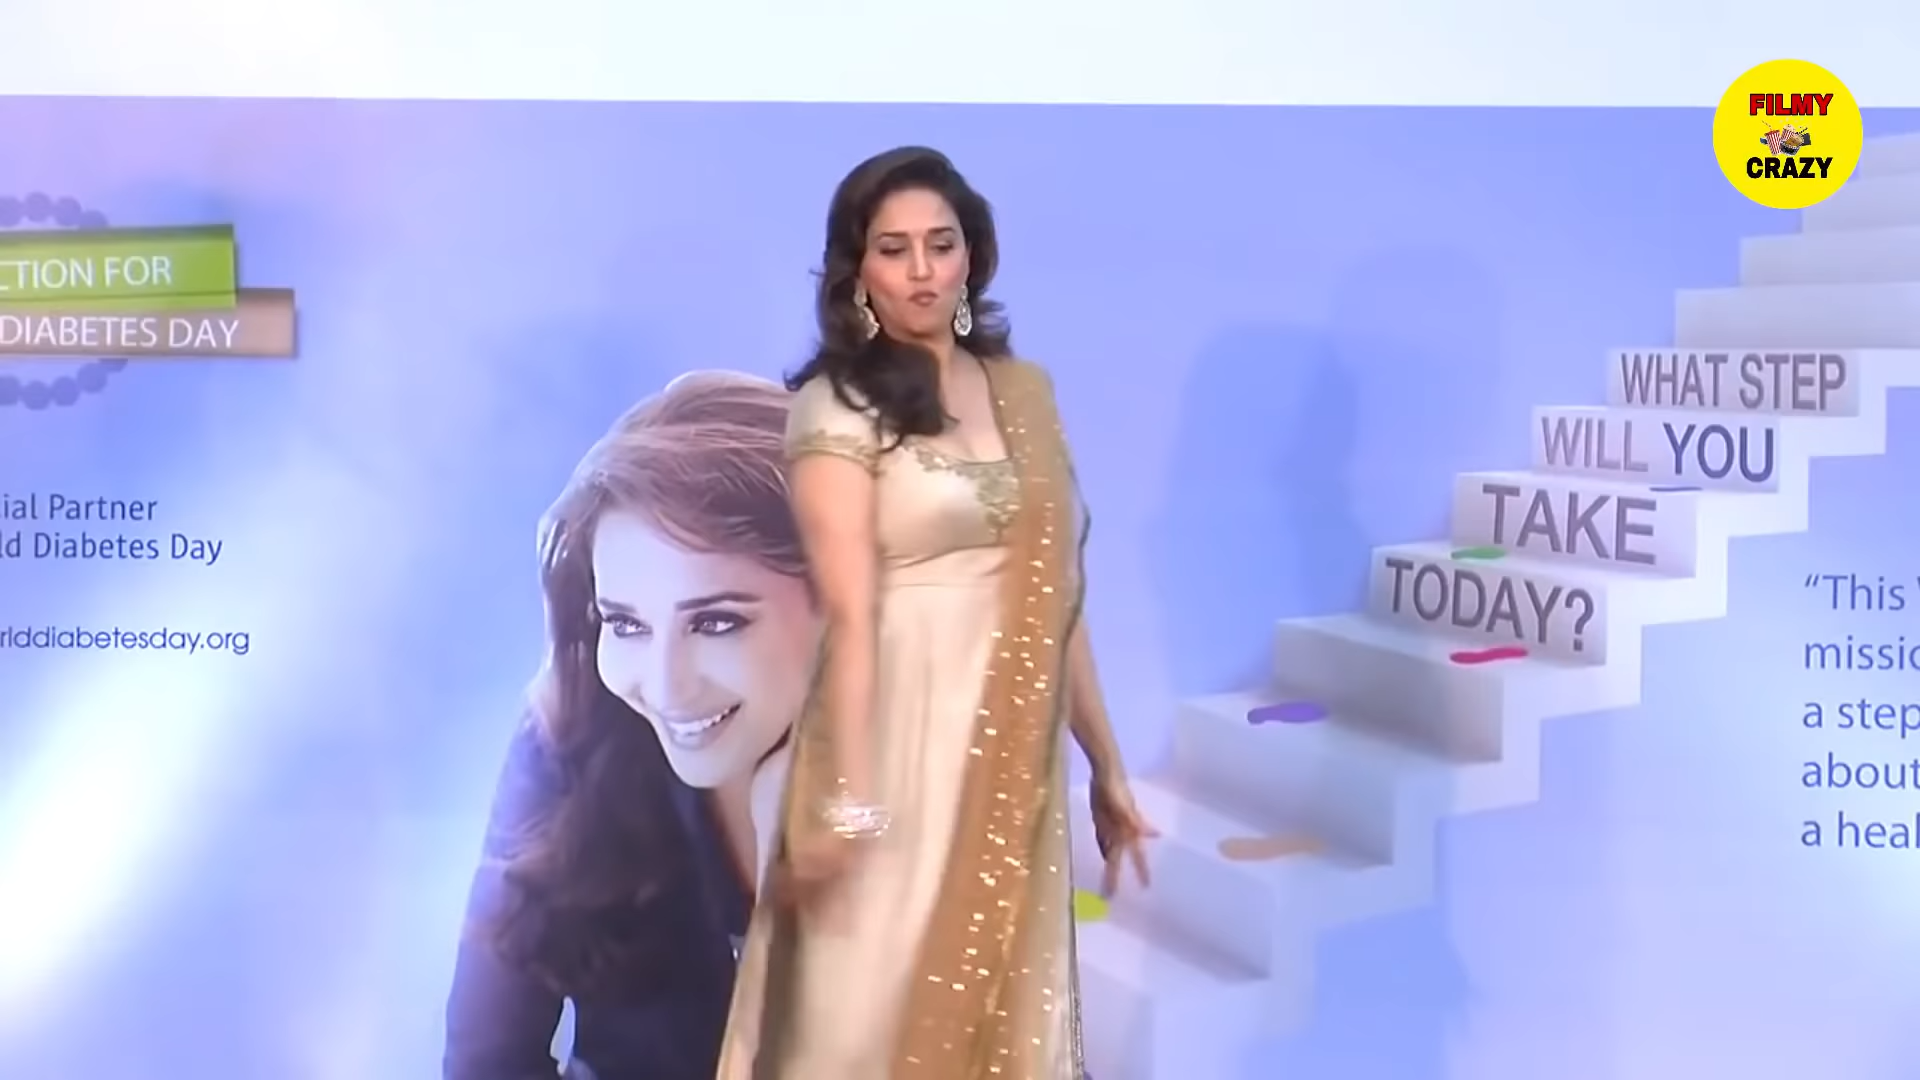 FILMY
CRAZY
CTION FOR
DIABETES DAY
ial Partner
ld Diabetes Day
rlddiabetesday.org
WHAT STEP
WILL YOU
TAKE
TODAY?
“This
missio
a step
about
a heal